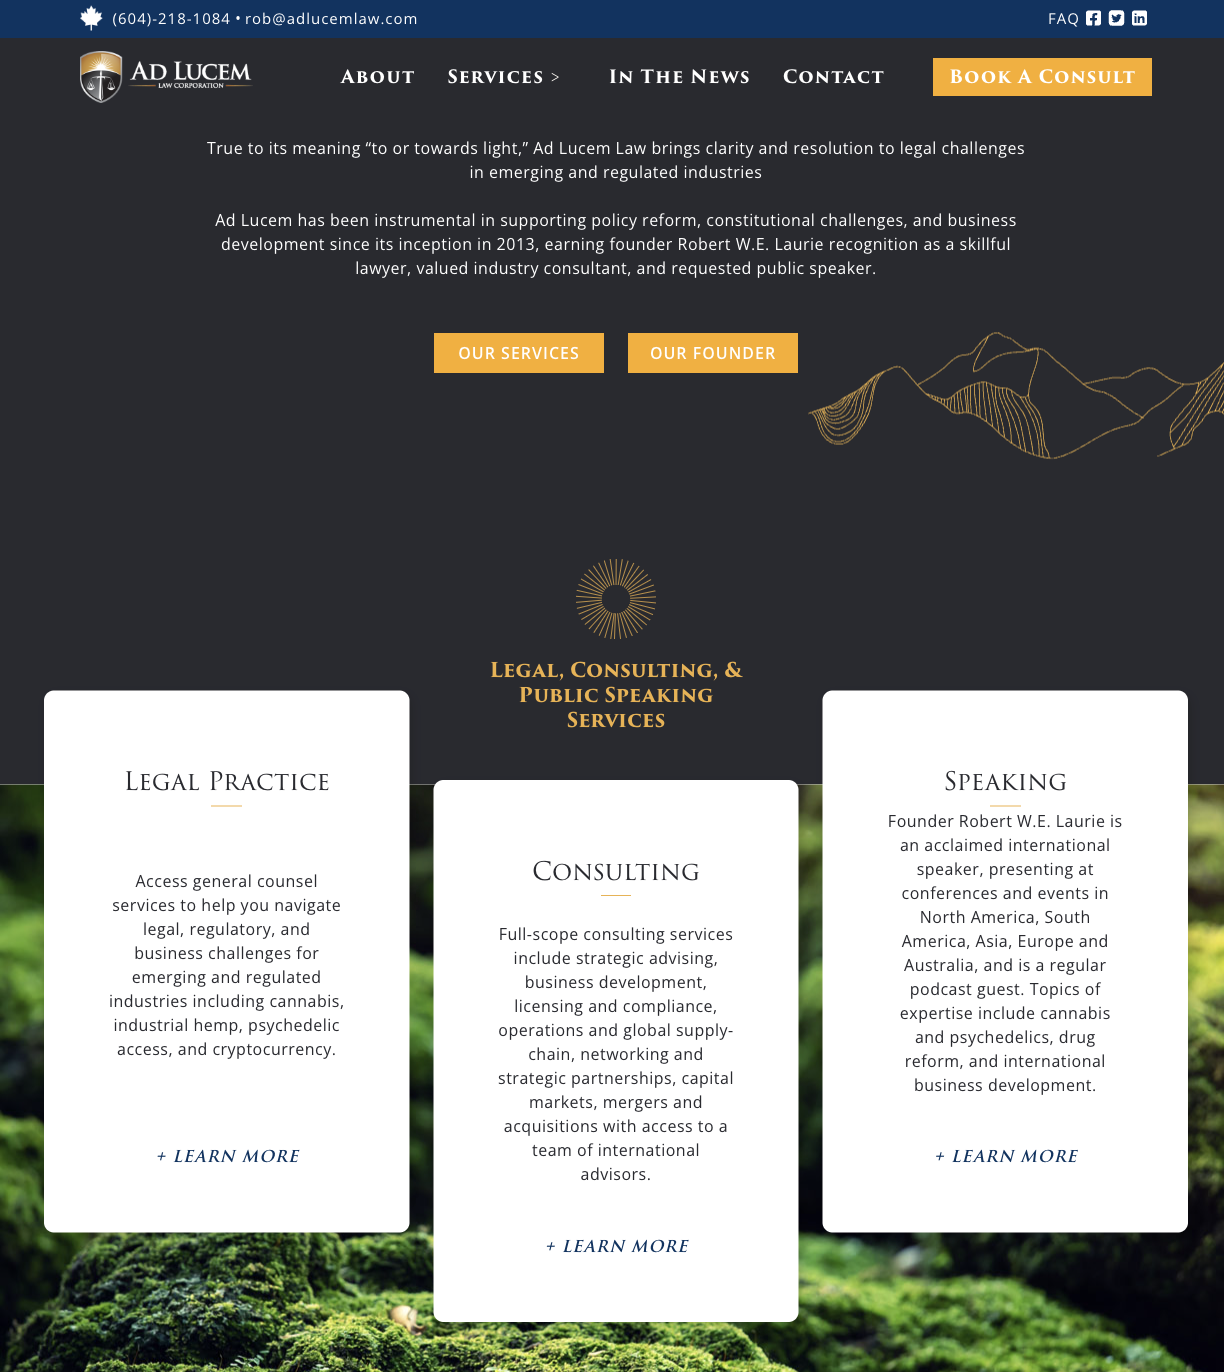 (604)-218-1084 • rob@adlucemlaw.com
FAQ
AD LUCEM
LAW CORPORATION
ABOUT
SERVICES >
IN THE NEWS
CONTACT
BOOK A CONSULT
True to its meaning “to or towards light,” Ad Lucem Law brings clarity and resolution to legal challenges
in emerging and regulated industries
Ad Lucem has been instrumental in supporting policy reform, constitutional challenges, and business
development since its inception in 2013, earning founder Robert W.E. Laurie recognition as a skillful
lawyer, valued industry consultant, and requested public speaker.
OUR SERVICES
OUR FOUNDER
LEGAL, CONSULTING, &
PUBLIC SPEAKING
SERVICES
LEGAL PRACTICE
Access general counsel
services to help you navigate
legal, regulatory, and
business challenges for
emerging and regulated
industries including cannabis,
industrial hemp, psychedelic
access, and cryptocurrency.
+ LEARN MORE
CONSULTING
Full-scope consulting services
include strategic advising,
business development,
licensing and compliance,
operations and global supply-
chain, networking and
strategic partnerships, capital
markets, mergers and
acquisitions with access to a
team of international
advisors.
+ LEARN MORE
SPEAKING
Founder Robert W.E. Laurie is
an acclaimed international
speaker, presenting at
conferences and events in
North America, South
America, Asia, Europe and
Australia, and is a regular
podcast guest. Topics of
expertise include cannabis
and psychedelics, drug
reform, and international
business development.
+ LEARN MORE